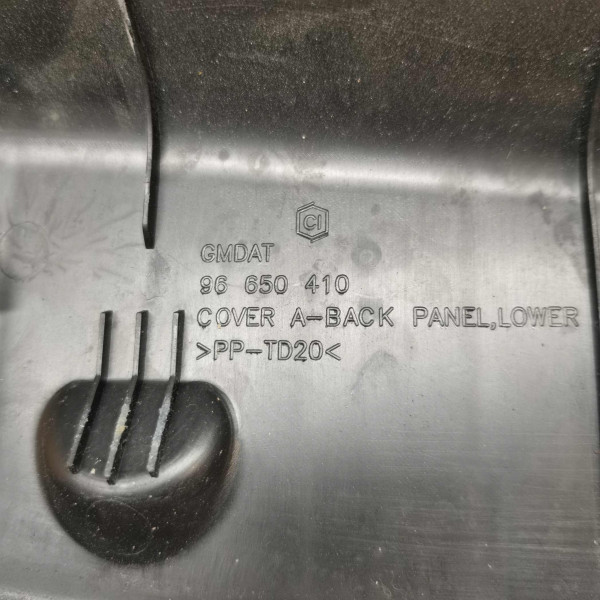 CI
GMDAT
96 650 410
COVER A-BACK PANEL,LOWER
>PP-TD20<